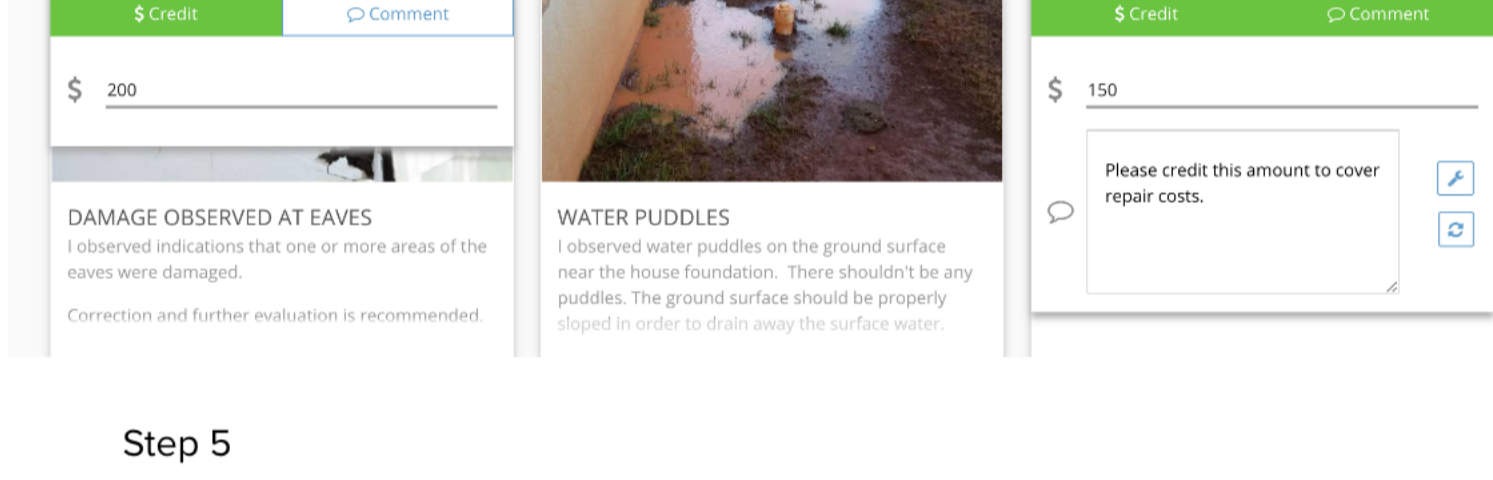 $ Credit
Comment
$ 200
DAMAGE OBSERVED AT EAVES
I observed indications that one or more areas of the
eaves were damaged.
Correction and further evaluation is recommended.
WATER PUDDLES
I observed water puddles on the ground surface
near the house foundation.  There shouldn't be any
puddles. The ground surface should be properly
sloped in order to drain away the surface water.
$ Credit
Comment
$ 150
Please credit this amount to cover
repair costs.
Step 5